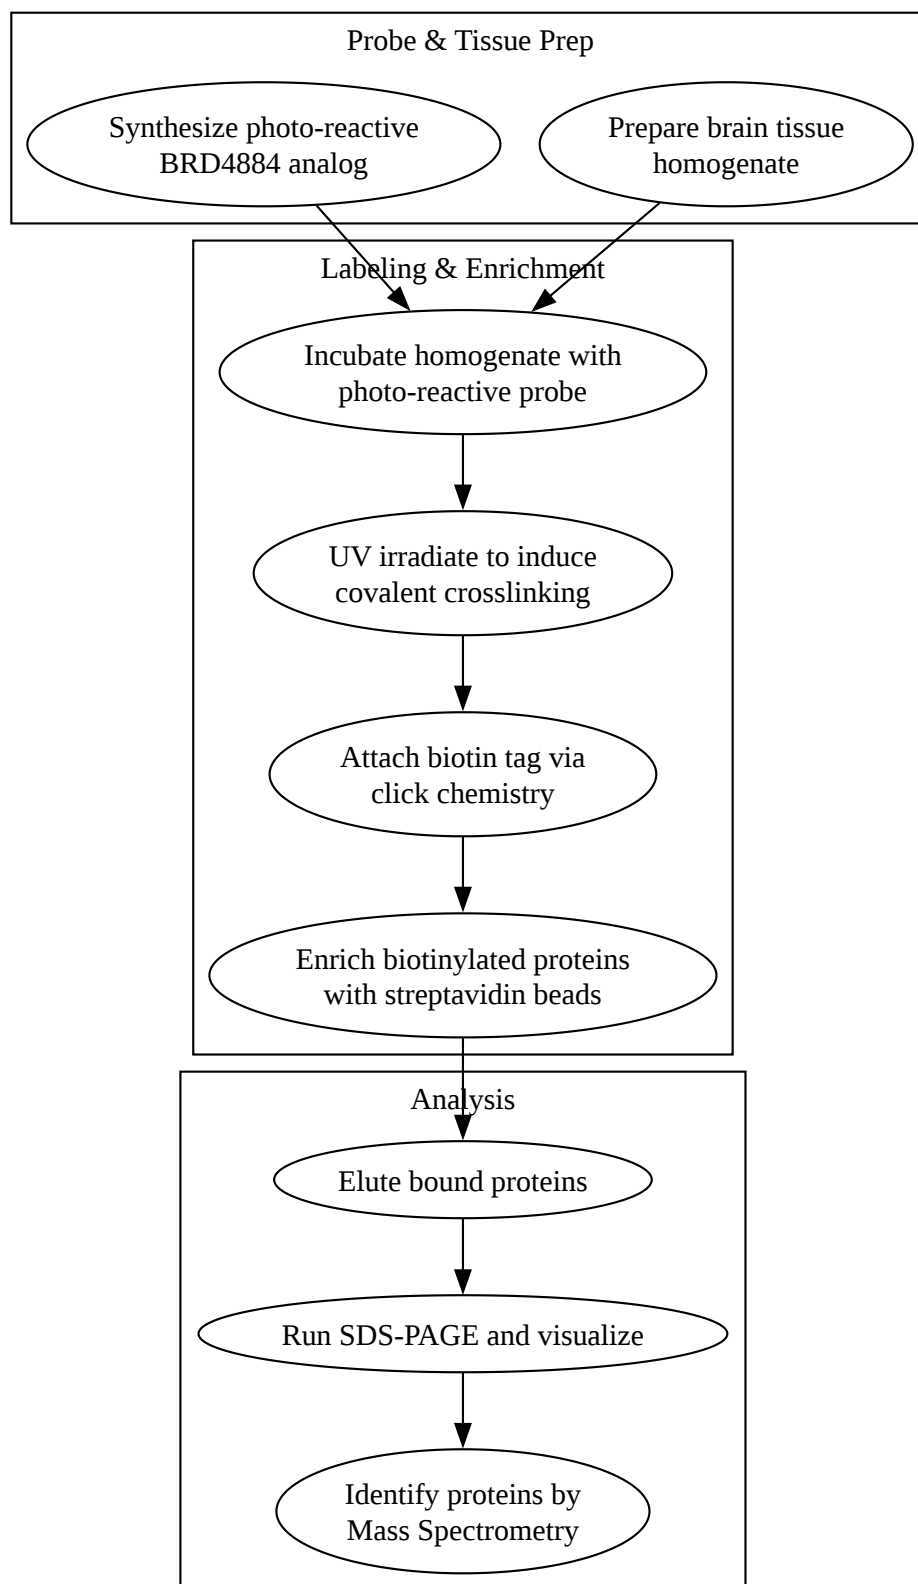 Probe & Tissue Prep
Synthesize photo-reactive
BRD4884 analog
Prepare brain tissue
homogenate
Labeling & Enrichment
Incubate homogenate with
photo-reactive probe
UV irradiate to induce
covalent crosslinking
Attach biotin tag via
click chemistry
Enrich biotinylated proteins
with streptavidin beads
Analysis
Elute bound proteins
Run SDS-PAGE and visualize
Identify proteins by
Mass Spectrometry